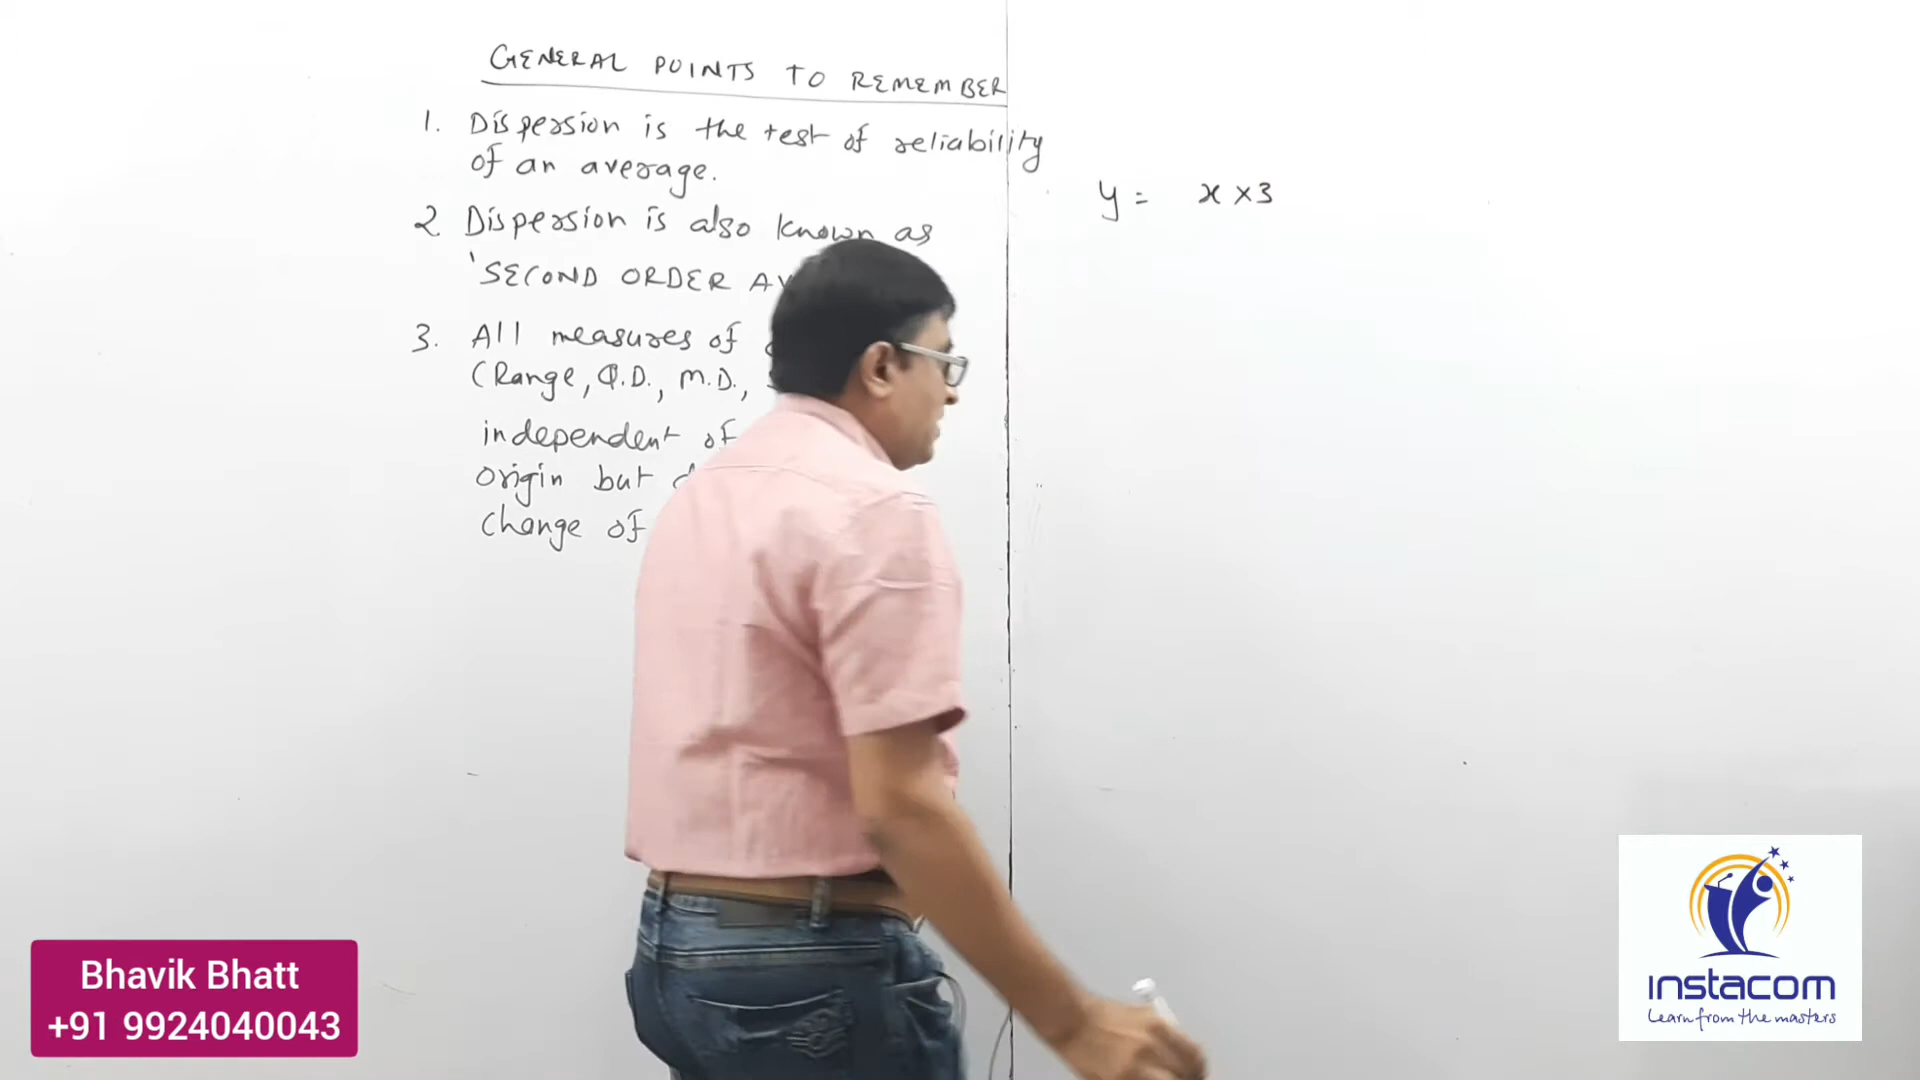 GENERAL POINTS TO REMEMBER
1. Dispersion is the test of reliability
of an average.
2 Dispersion is also known as
'SECOND ORDER AV
3. All measures of
(Range, Q.D., M.D.,
independent of
origin but
change of
y = x ×3
Bhavik Bhatt
+91 9924040043
instacom
Learn from the masters